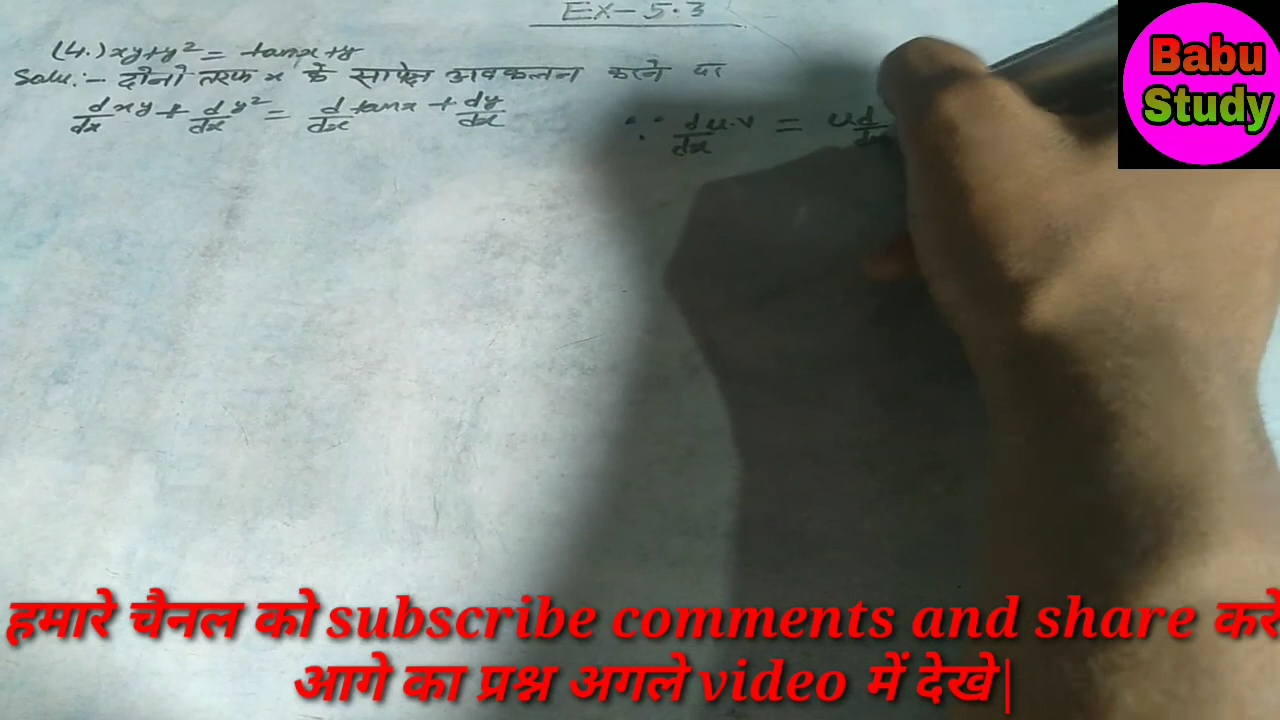 Ex-5.3
(4.) xy+y² = tanx+y
Solu.:- दोनो तरफ x के सापेक्ष अवकलन करने पर
d/dx xy + d/dx y² = d/dx tanx + dy/dx
∵ d/dx u.v = u d/dx
Babu
Study
हमारे चैनल को subscribe comments and share करे
आगे का प्रश्न अगले video में देखे|